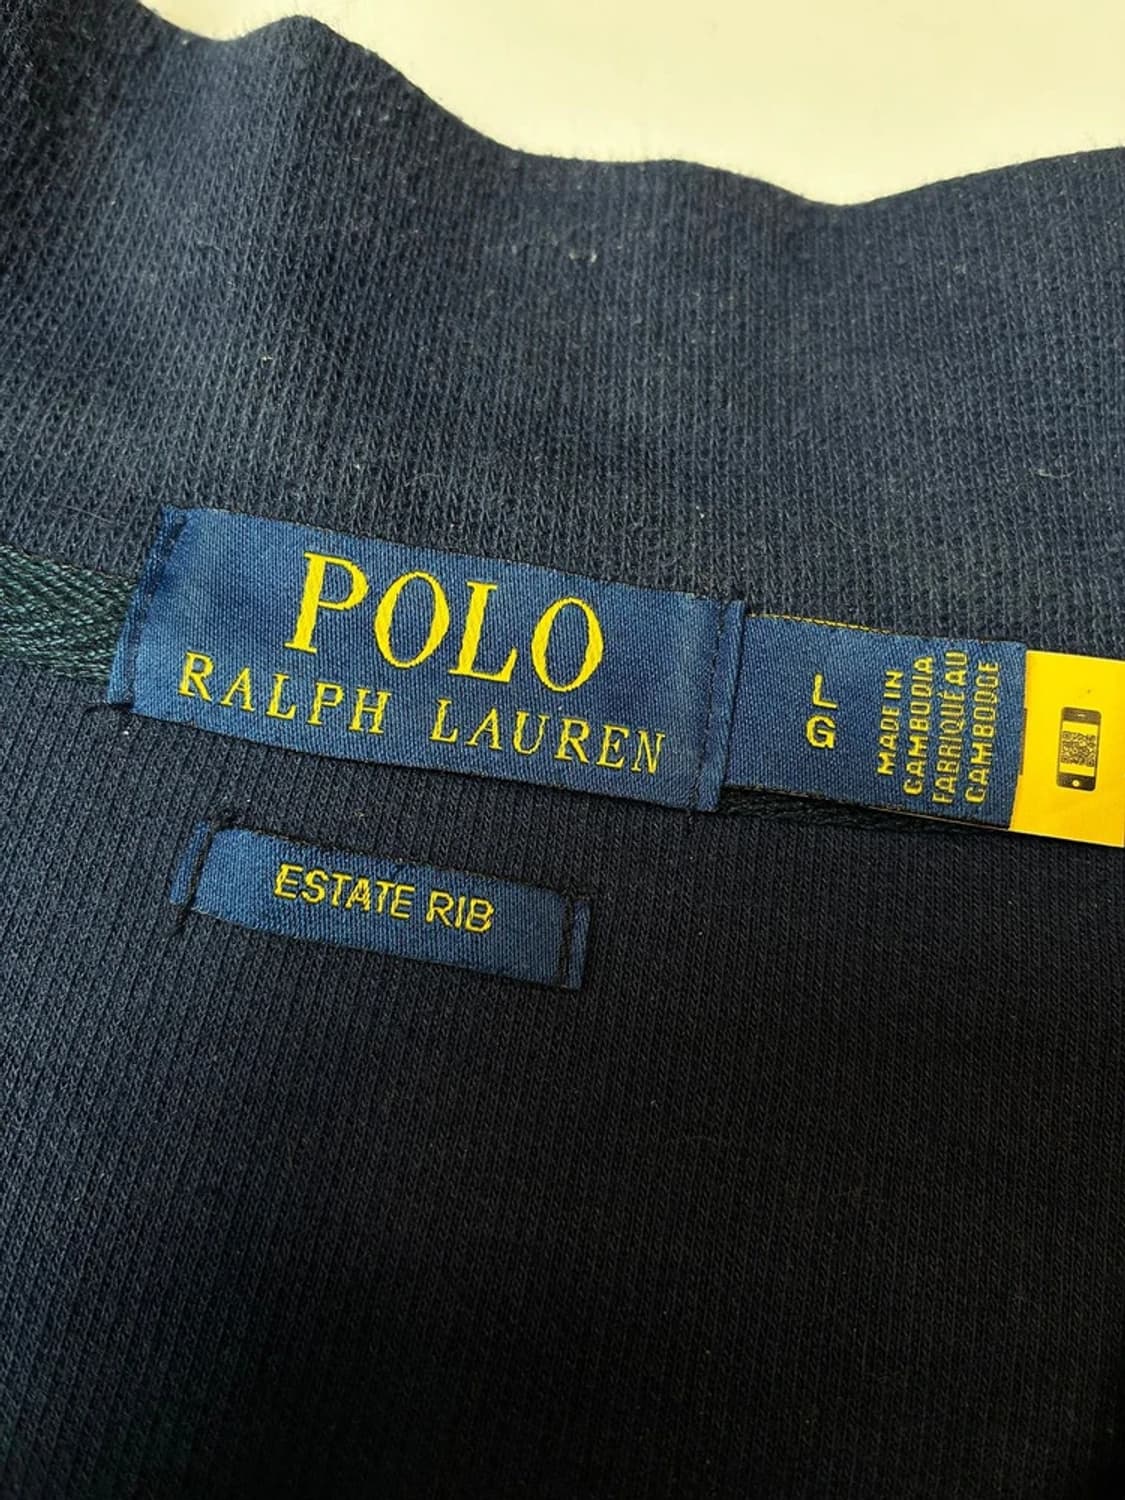 POLO
RALPH LAUREN
L
G
MADE IN
CAMBODIA
FABRIQUÉ AU
CAMBODGE
ESTATE RIB